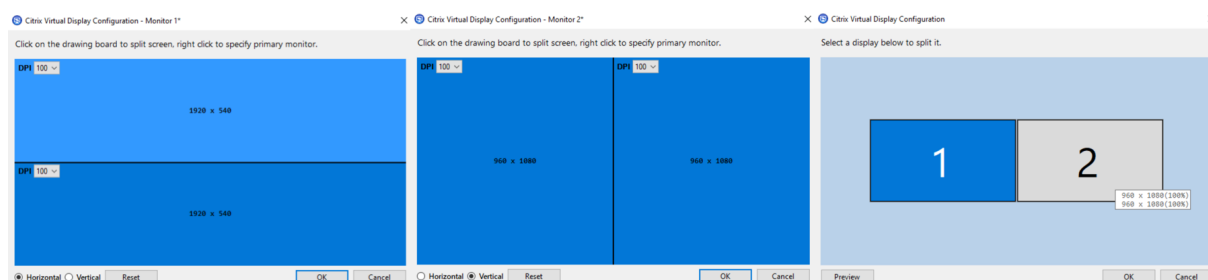 Citrix Virtual Display Configuration - Monitor 1*
Click on the drawing board to split screen, right click to specify primary monitor.
DPI 100
1920 x 540
DPI 100
1920 x 540
Horizontal Vertical Reset OK Cancel
Citrix Virtual Display Configuration - Monitor 2*
Click on the drawing board to split screen, right click to specify primary monitor.
DPI 100 DPI 100
960 x 1080 960 x 1080
Horizontal Vertical Reset OK Cancel
Citrix Virtual Display Configuration
Select a display below to split it.
1 2
960 x 1080(100%)
960 x 1080(100%)
Preview OK Cancel